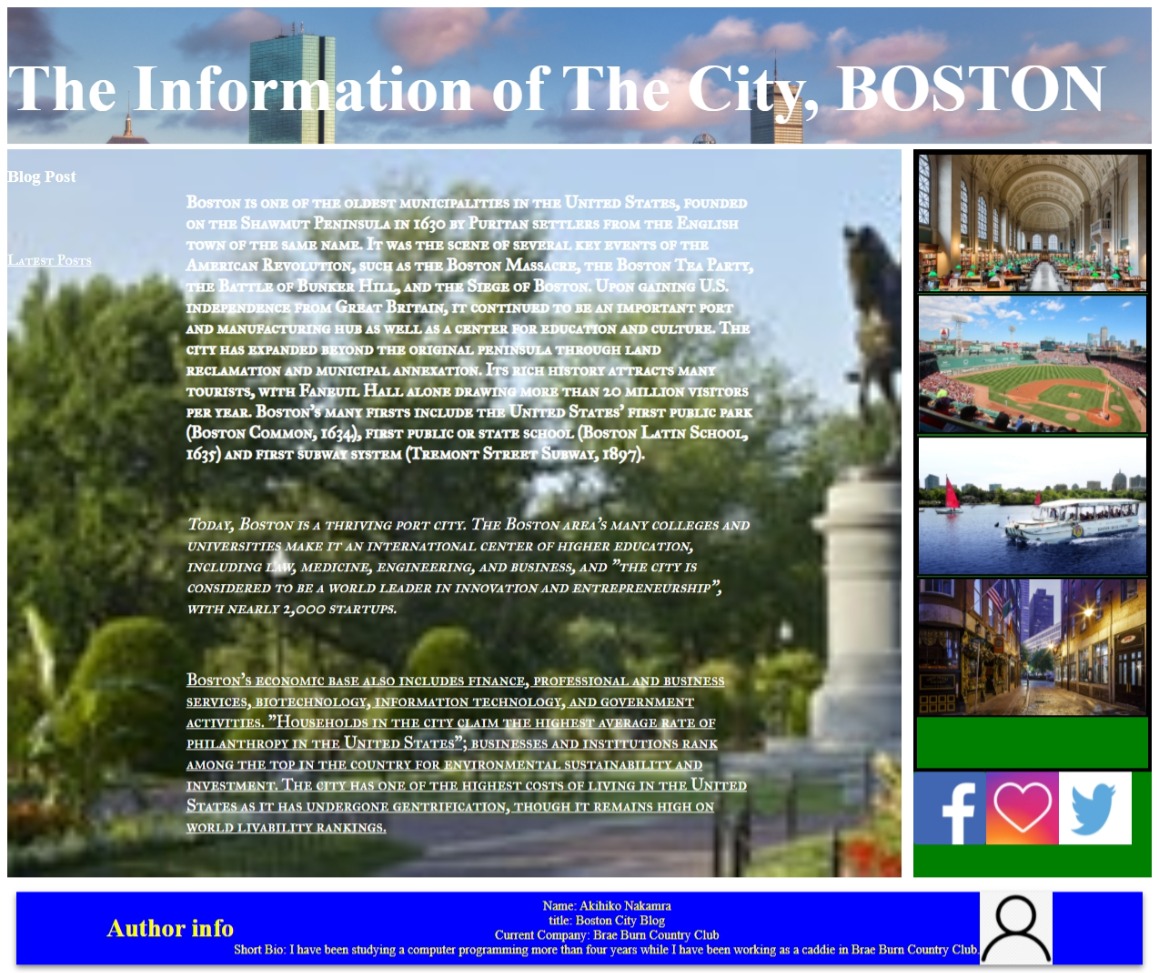 The Information of The City, BOSTON
Blog Post
Latest Posts
Boston is one of the oldest municipalities in the United States, founded
on the Shawmut Peninsula in 1630 by Puritan settlers from the English
town of the same name. It was the scene of several key events of the
American Revolution, such as the Boston Massacre, the Boston Tea Party,
the Battle of Bunker Hill, and the Siege of Boston. Upon gaining U.S.
independence from Great Britain, it continued to be an important port
and manufacturing hub as well as a center for education and culture. The
city has expanded beyond the original peninsula through land
reclamation and municipal annexation. Its rich history attracts many
tourists, with Faneuil Hall alone drawing more than 20 million visitors
per year. Boston's many firsts include the United States' first public park
(Boston Common, 1634), first public or state school (Boston Latin School,
1635) and first subway system (Tremont Street Subway, 1897).
Today, Boston is a thriving port city. The Boston area's many colleges and
universities make it an international center of higher education,
including law, medicine, engineering, and business, and "the city is
considered to be a world leader in innovation and entrepreneurship",
with nearly 2,000 startups.
Boston's economic base also includes finance, professional and business
services, biotechnology, information technology, and government
activities. "Households in the city claim the highest average rate of
philanthropy in the United States"; businesses and institutions rank
among the top in the country for environmental sustainability and
investment. The city has one of the highest costs of living in the United
States as it has undergone gentrification, though it remains high on
world livability rankings.
Author info
Name: Akihiko Nakamra
title: Boston City Blog
Current Company: Brae Burn Country Club
Short Bio: I have been studying a computer programming more than four years while I have been working as a caddie in Brae Burn Country Club.